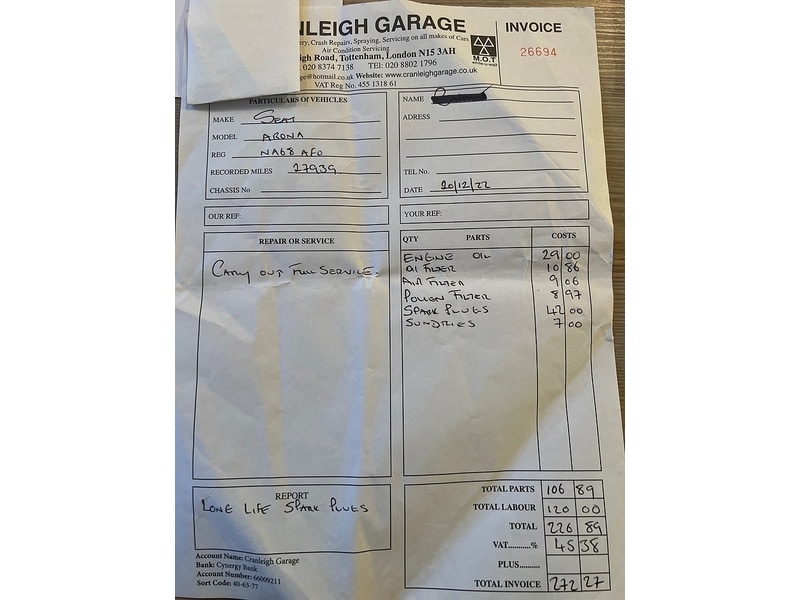 NLEIGH GARAGE
INVOICE
ery, Crash Repairs, Spraying, Servicing on all makes of Cars
Air Condition Servicing
igh Road, Tottenham, London N15 3AH
020 8374 7138 TEl: 020 8802 1796
ge@hotmail.co.uk Website: www.cranleighgarage.co.uk
VAT Reg No. 455 1318 61
M.O.T
26694
PARTICULARS OF VEHICLES
MAKE SEAT
MODEL ARONA
REG NA68 AFO
RECORDED MILES 27939
CHASSIS No
NAME
ADRESS
TEL No.
DATE 20/12/22
OUR REF:
YOUR REF:
REPAIR OR SERVICE
CARRY OUT FULL SERVICE.
QTY PARTS COSTS
ENGINE OIL 29 00
OIL FILTER 10 86
AIR FILTER 9 06
POLLEN FILTER 8 97
SPARK PLUGS 42 00
SUNDRIES 7 00
REPORT
LONG LIFE SPARK PLUGS
TOTAL PARTS 106 89
TOTAL LABOUR 120 00
TOTAL 226 89
VAT...........% 45 38
PLUS..........
TOTAL INVOICE 272 27
Account Name: Cranleigh Garage
Bank: Cynergy Bank
Account Number: 66009211
Sort Code: 40-63-77